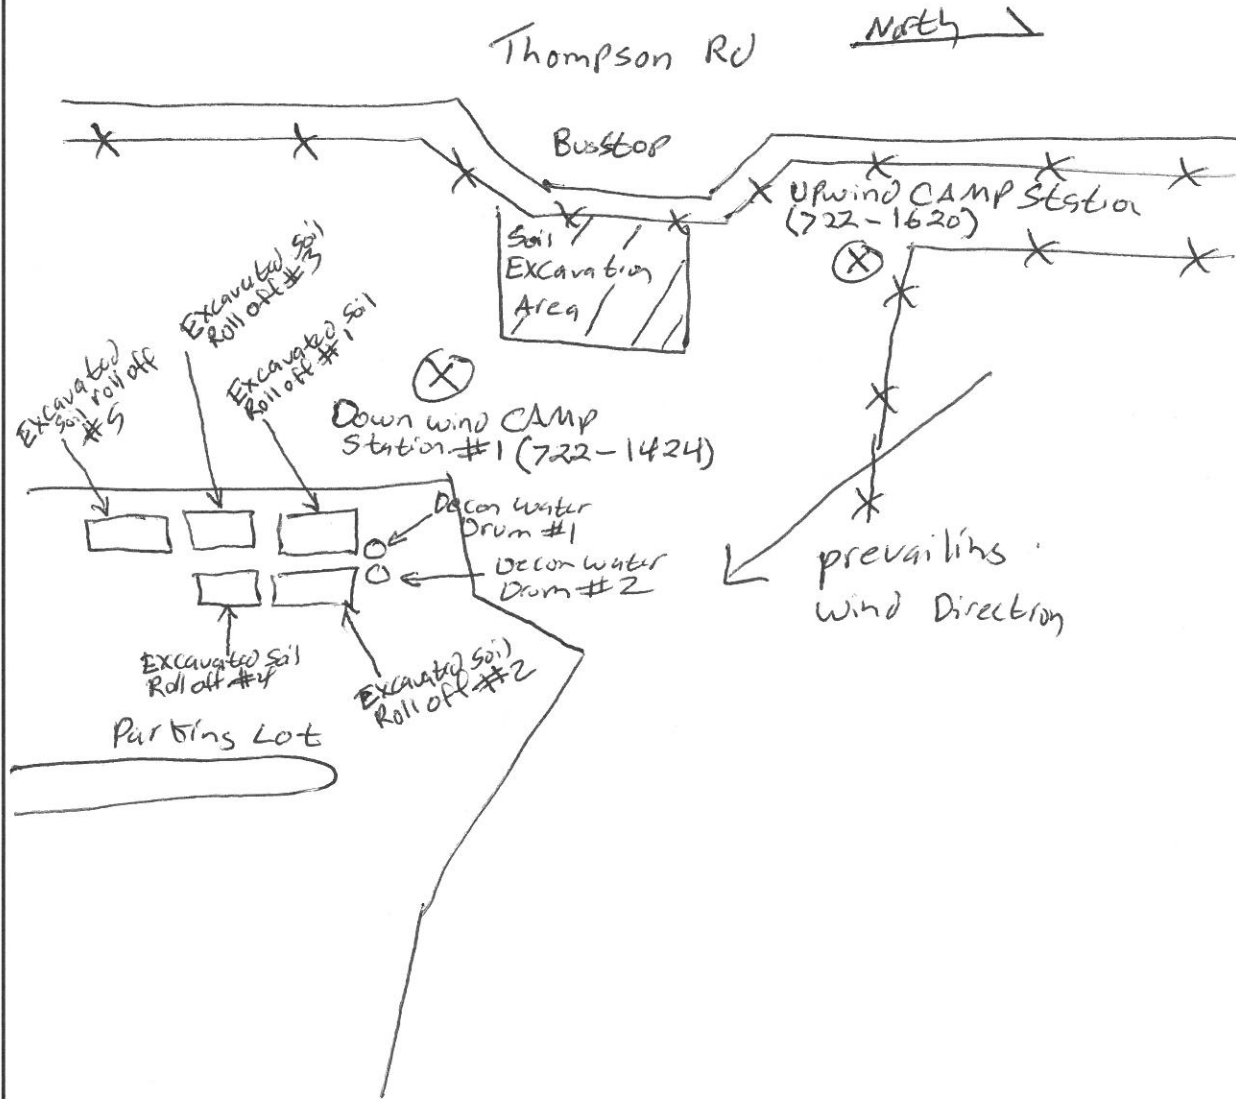 North
Thompson Rd
Busstop
Upwind CAMP Station
(722-1620)
Soil
Excavation
Area
Excavated Soil
Roll off #3
Excavated Soil
Roll off #1
Excavated
Soil roll off
#5
Down wind CAMP
Station #1 (722-1424)
Decon Water
Drum #1
Decon Water
Drum #2
prevailing
Wind Direction
Excavated Soil
Roll off #4
Excavated Soil
Roll off #2
Parking Lot